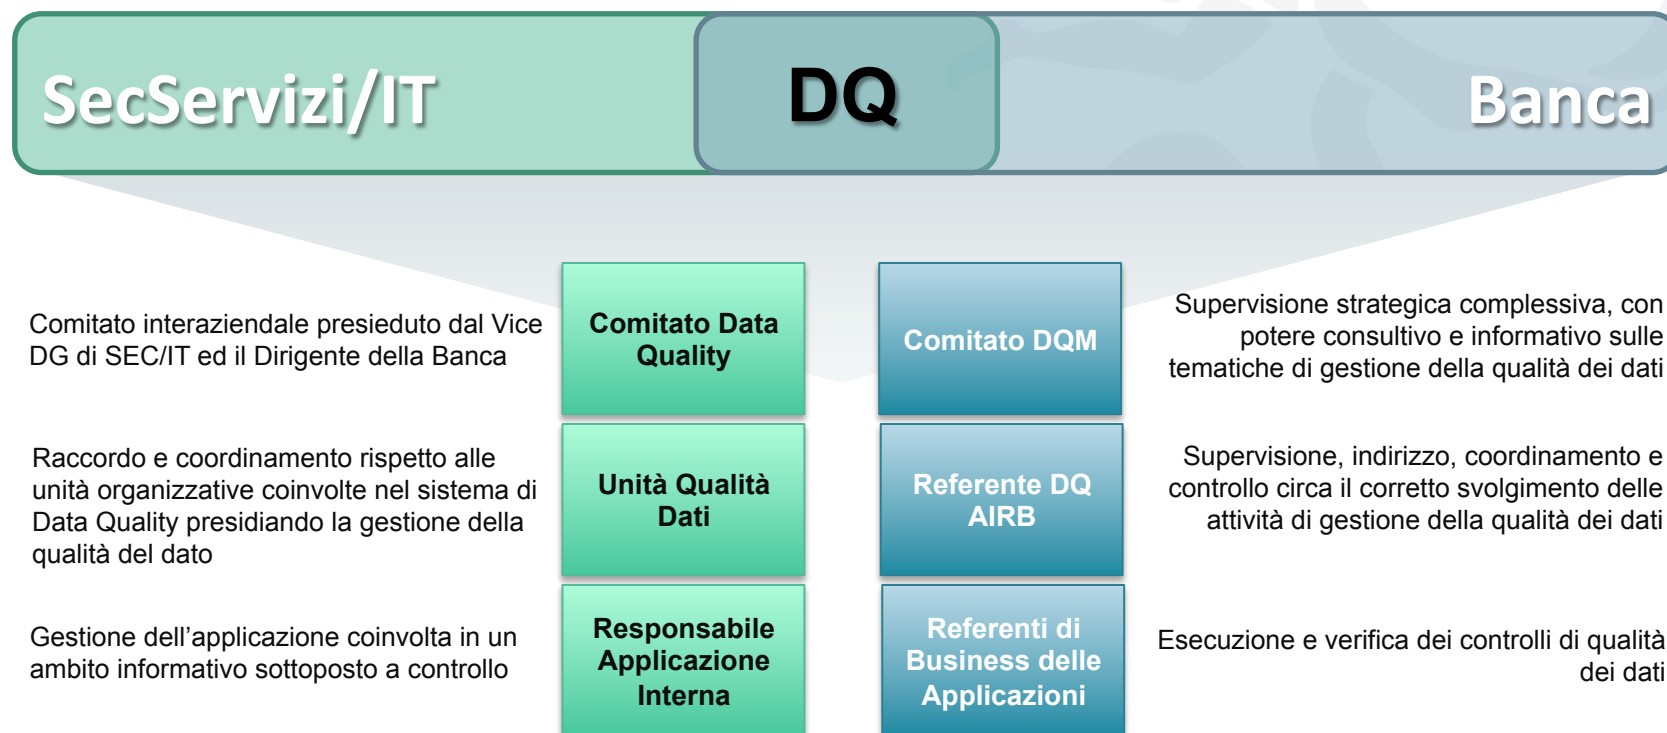 SecServizi/IT
DQ
Banca
Comitato interaziendale presieduto dal Vice
DG di SEC/IT ed il Dirigente della Banca
Comitato Data
Quality
Comitato DQM
Supervisione strategica complessiva, con
potere consultivo e informativo sulle
tematiche di gestione della qualità dei dati
Raccordo e coordinamento rispetto alle
unità organizzative coinvolte nel sistema di
Data Quality presidiando la gestione della
qualità del dato
Unità Qualità
Dati
Referente DQ
AIRB
Supervisione, indirizzo, coordinamento e
controllo circa il corretto svolgimento delle
attività di gestione della qualità dei dati
Gestione dell’applicazione coinvolta in un
ambito informativo sottoposto a controllo
Responsabile
Applicazione
Interna
Referenti di
Business delle
Applicazioni
Esecuzione e verifica dei controlli di qualità
dei dati